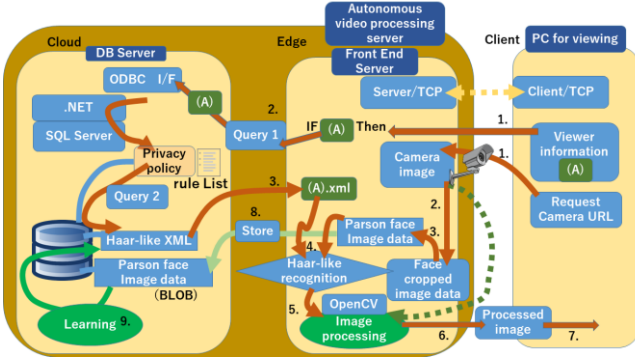 Autonomous
video processing
server
Cloud
Edge
Client
PC for viewing
DB Server
Front End
Server
ODBC I/F
(A)
.NET
SQL Server
Privacy
policy
rule List
Query 2
Haar-like XML
Parson face
Image data
(BLOB)
Learning
9.
2.
Query 1
3.
8.
Store
Server/TCP
Client/TCP
IF (A) Then
1.
Viewer
information
(A)
Camera
image
1.
Request
Camera URL
(A).xml
2.
3.
Parson face
Image data
4.
Haar-like
recognition
Face
cropped
image data
5.
OpenCV
Image
processing
6.
Processed
image
7.